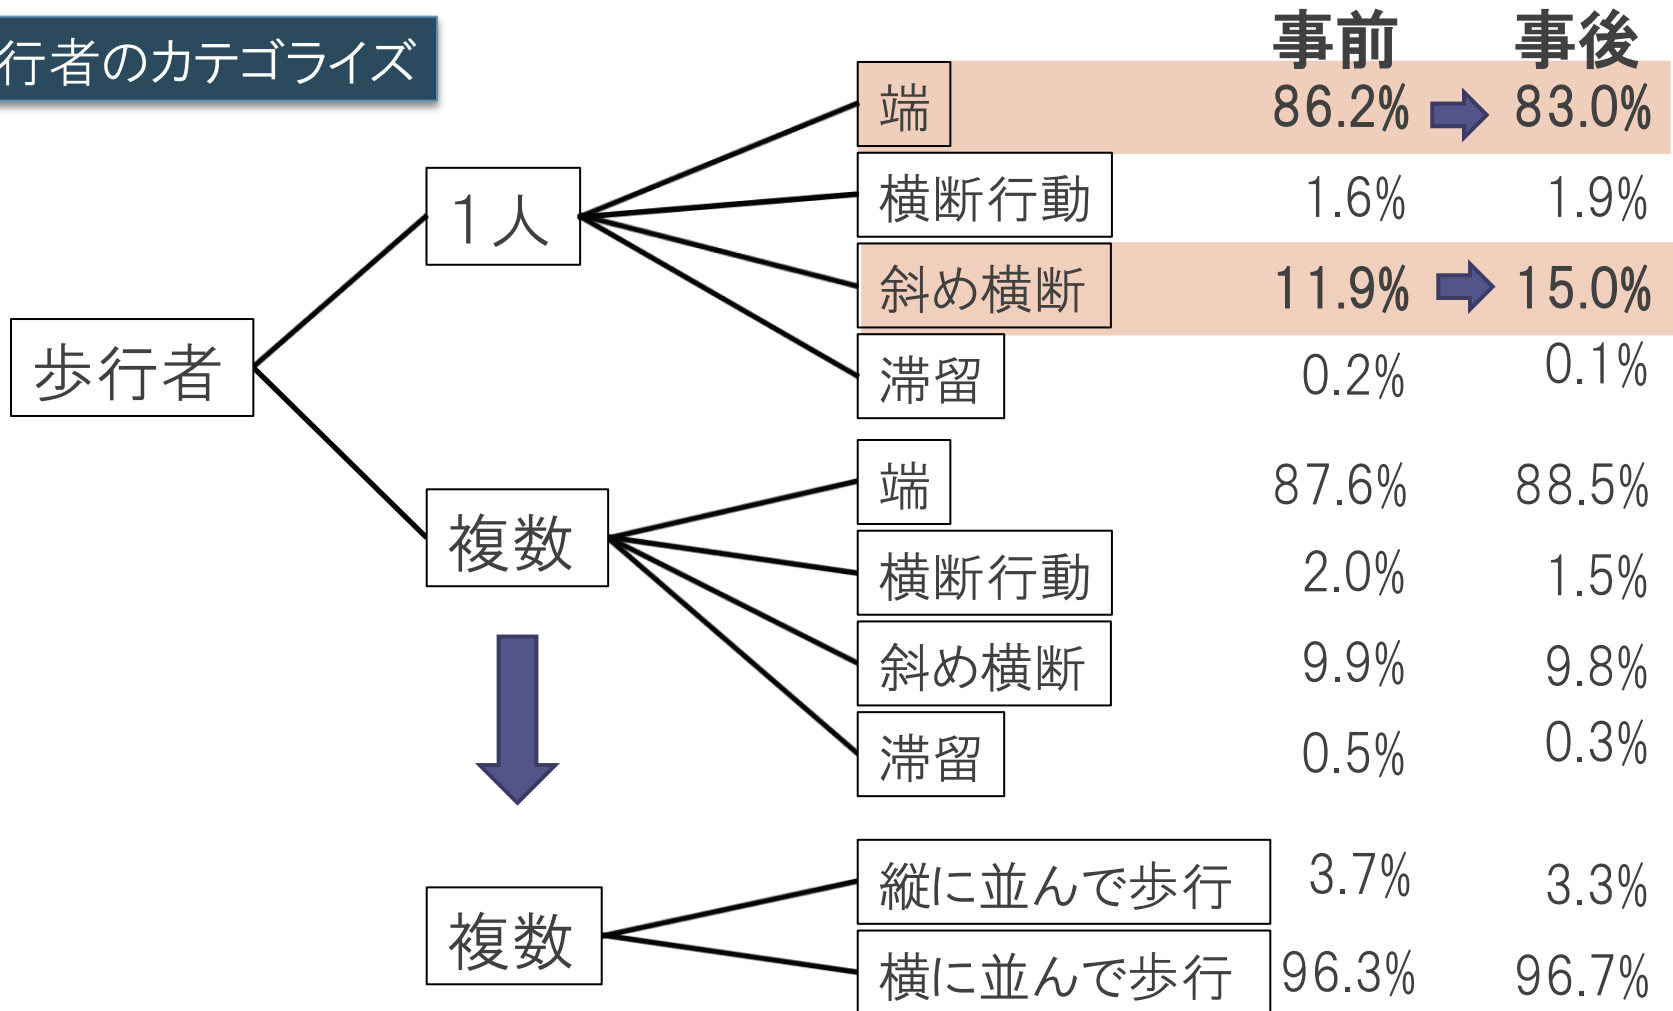 行者のカテゴライズ
事前 事後
端 86.2% 83.0%
横断行動 1.6% 1.9%
1人
斜め横断 11.9% 15.0%
滞留 0.2% 0.1%
歩行者
端 87.6% 88.5%
複数
横断行動 2.0% 1.5%
斜め横断 9.9% 9.8%
滞留 0.5% 0.3%
縦に並んで歩行 3.7% 3.3%
複数
横に並んで歩行 96.3% 96.7%